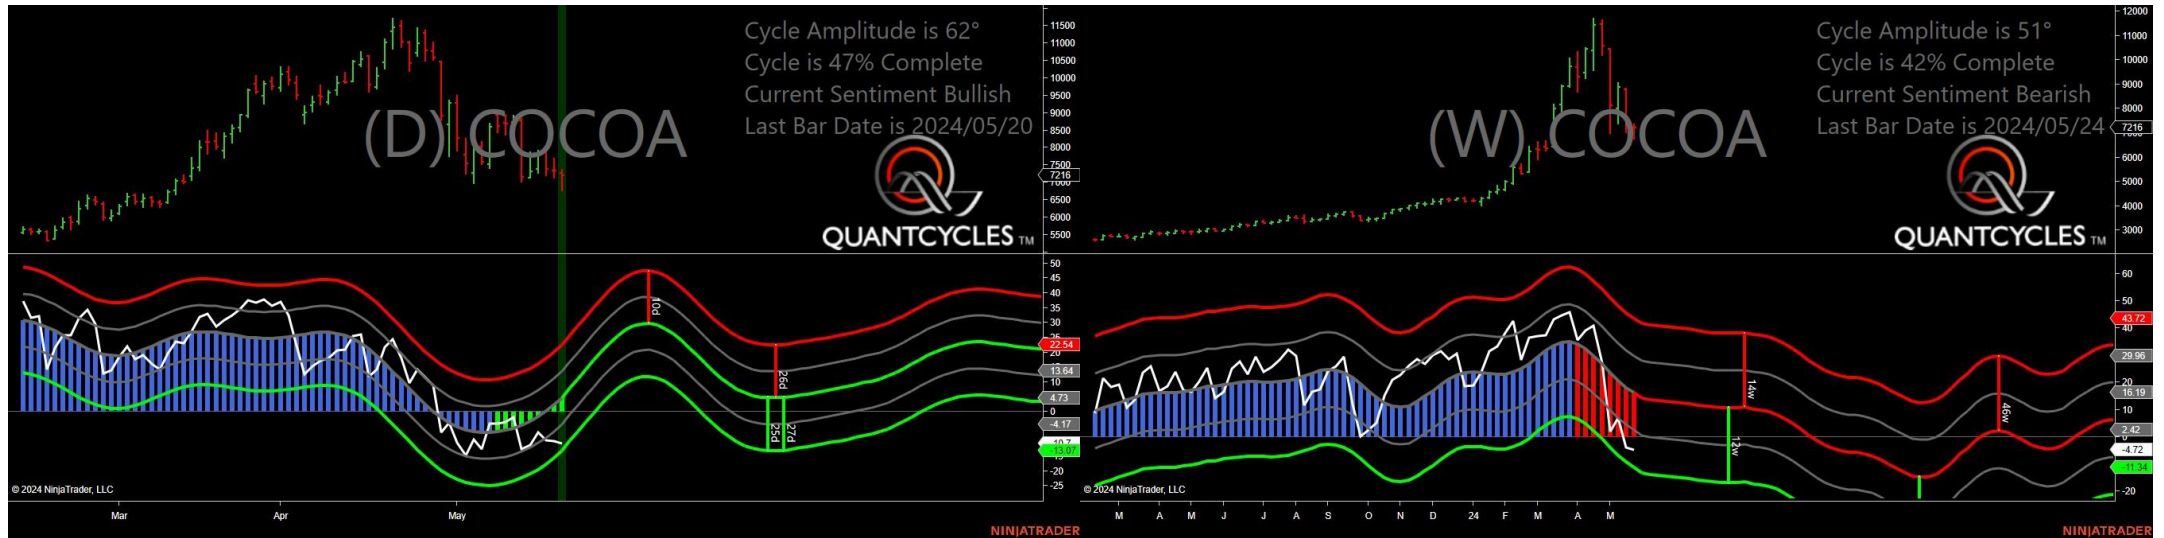 Cycle Amplitude is 62°
Cycle is 47% Complete
Current Sentiment Bullish
Last Bar Date is 2024/05/20
(D) COCOA
QUANTCYCLES TM
11500
10500
10000
9500
9000
8500
8000
7500
7216
7000
6500
6000
5500
50
45
40
35
30
22.54
20
13.64
10
4.73
0
-4.17
-13.07
-20
-25
10d
26d
25d
27d
© 2024 NinjaTrader, LLC
Mar
Apr
May
NINJATRADER
Cycle Amplitude is 51°
Cycle is 42% Complete
Current Sentiment Bearish
Last Bar Date is 2024/05/24
(W) COCOA
QUANTCYCLES TM
12000
11000
10000
9000
8000
7216
6000
5000
4000
3000
60
50
43.72
40
29.96
20
16.19
10
2.42
-4.72
-11.34
-20
14w
12w
46w
© 2024 NinjaTrader, LLC
M
A
M
J
J
A
S
O
N
D
24
F
M
A
M
NINJATRADER